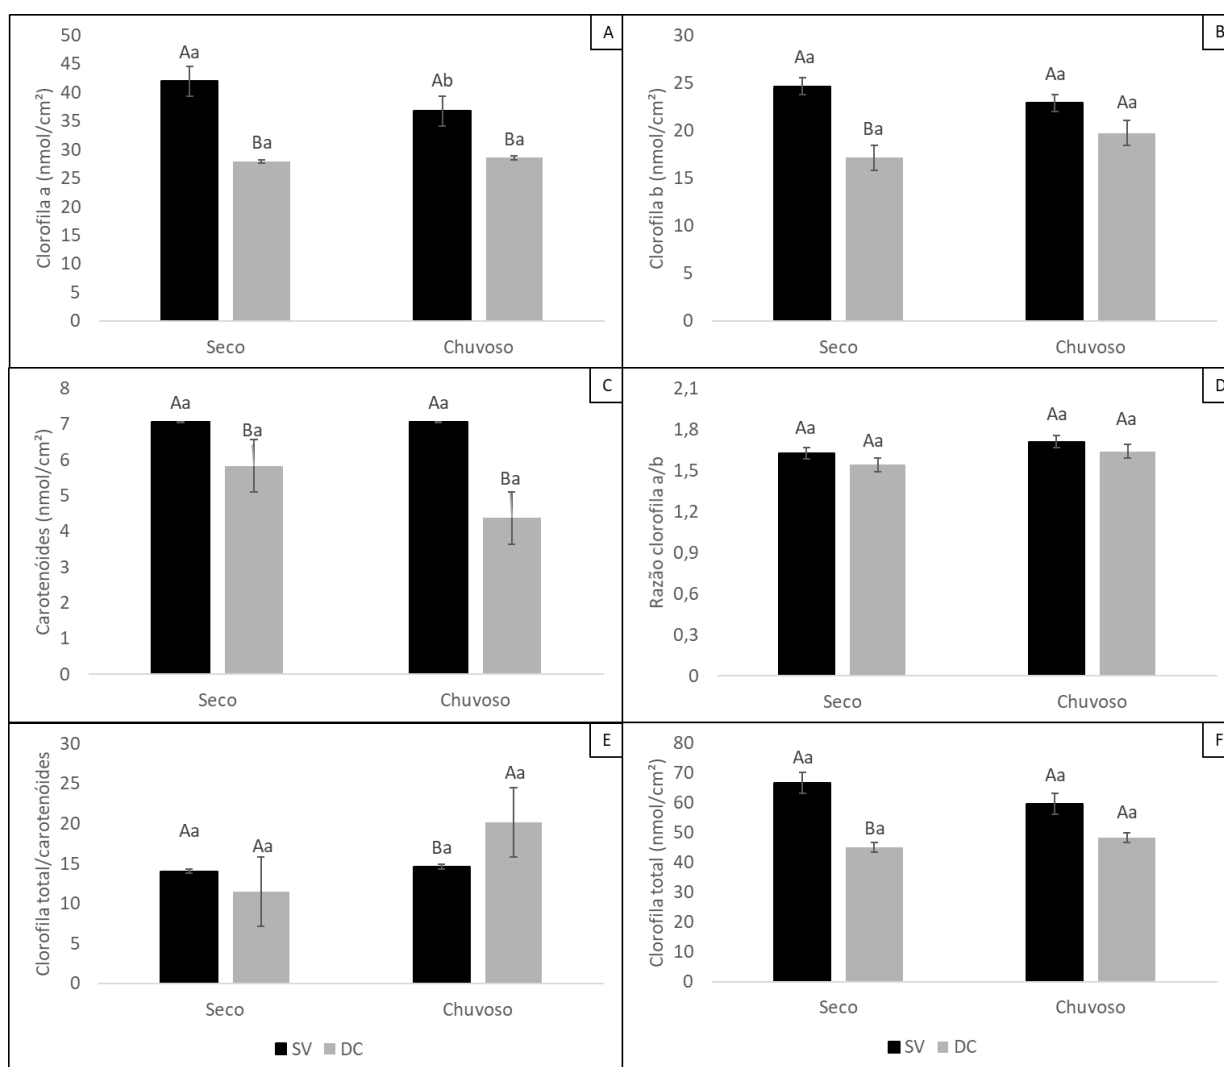 A
Clorofila a (nmol/cm²)
50
45
40
35
30
25
20
15
10
5
0
Aa
Ba
Ab
Ba
Seco
Chuvoso
B
Clorofila b (nmol/cm²)
30
25
20
15
10
5
0
Aa
Ba
Aa
Aa
Seco
Chuvoso
C
Carotenóides (nmol/cm²)
8
7
6
5
4
3
2
1
0
Aa
Ba
Aa
Ba
Seco
Chuvoso
D
Razão clorofila a/b
2,1
1,8
1,5
1,2
0,9
0,6
0,3
0
Aa
Aa
Aa
Aa
Seco
Chuvoso
E
Clorofila total/carotenóides
30
25
20
15
10
5
0
Aa
Aa
Ba
Aa
Seco
Chuvoso
SV DC
F
Clorofila total (nmol/cm²)
80
70
60
50
40
30
20
10
0
Aa
Ba
Aa
Aa
Seco
Chuvoso
SV DC